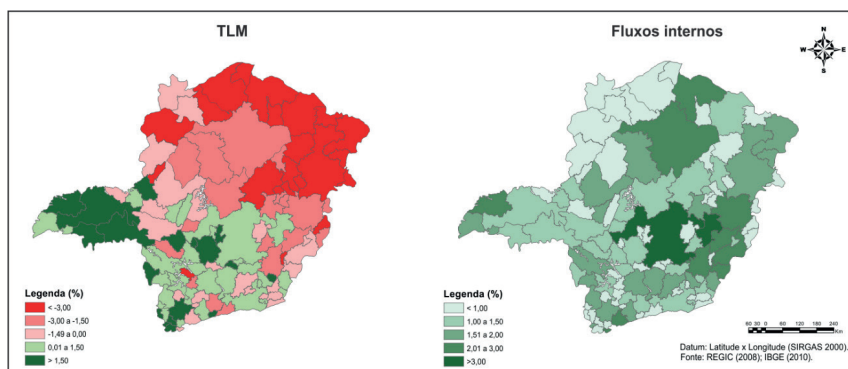 TLM
Fluxos internos
N
W E
S
Legenda (%)
< -3,00
-3,00 a -1,50
-1,49 a 0,00
0,01 a 1,50
> 1,50
Legenda (%)
< 1,00
1,00 a 1,50
1,51 a 2,00
2,01 a 3,00
>3,00
60 30 0 60 120 180 240
Km
Datum: Latitude x Longitude (SIRGAS 2000).
Fonte: REGIC (2008); IBGE (2010).